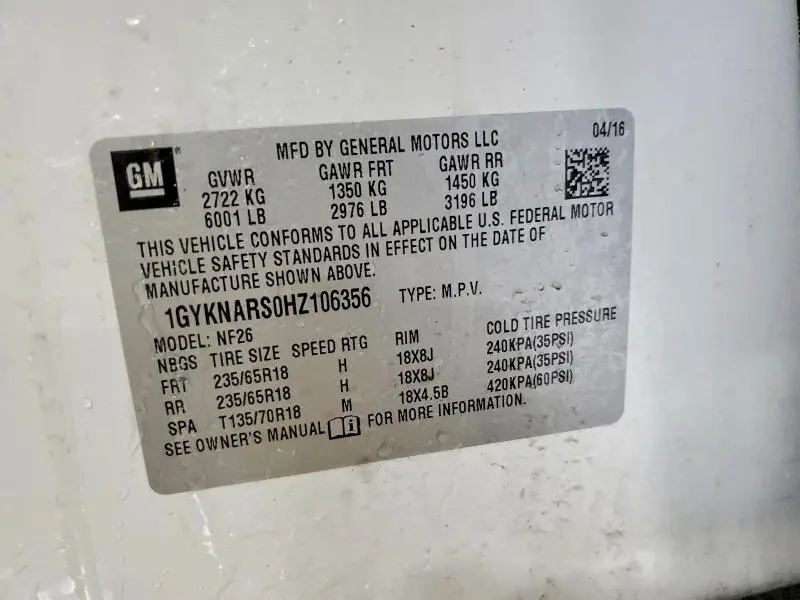 GM
MFD BY GENERAL MOTORS LLC 04/16
GVWR GAWR FRT GAWR RR
2722 KG 1350 KG 1450 KG
6001 LB 2976 LB 3196 LB
THIS VEHICLE CONFORMS TO ALL APPLICABLE U.S. FEDERAL MOTOR
VEHICLE SAFETY STANDARDS IN EFFECT ON THE DATE OF
MANUFACTURE SHOWN ABOVE.
1GYKNARS0HZ106356 TYPE: M.P.V.
MODEL: NF26
NBGS TIRE SIZE SPEED RTG RIM COLD TIRE PRESSURE
FRT 235/65R18 H 18X8J 240KPA(35PSI)
RR 235/65R18 H 18X8J 240KPA(35PSI)
SPA T135/70R18 M 18X4.5B 420KPA(60PSI)
SEE OWNER'S MANUAL FOR MORE INFORMATION.